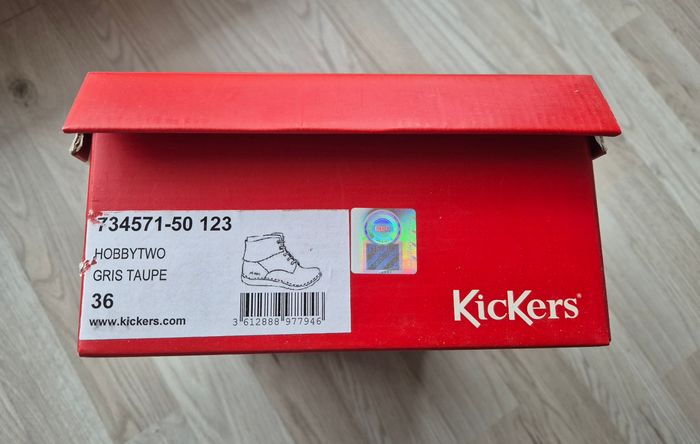 734571-50 123
HOBBYTWO
GRIS TAUPE
36
www.kickers.com
3 612888 977946
KicKers®